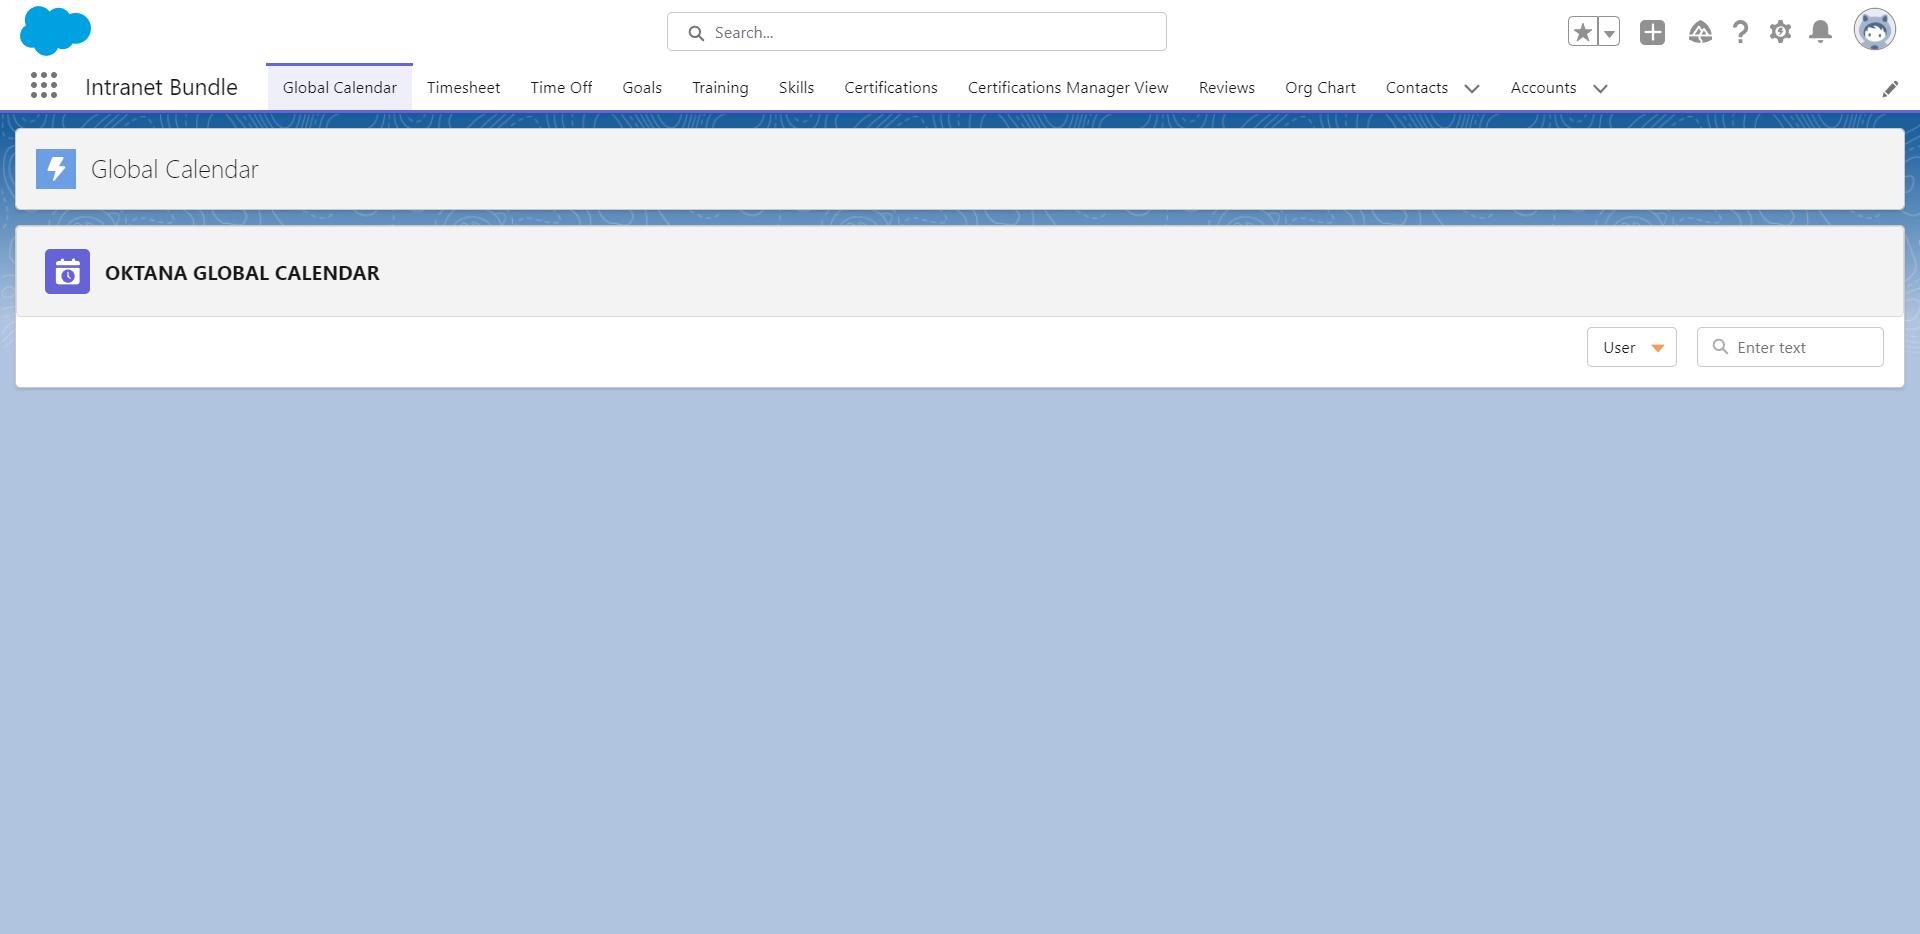 Search...
Intranet Bundle
Global Calendar Timesheet Time Off Goals Training Skills Certifications Certifications Manager View Reviews Org Chart Contacts Accounts
Global Calendar
OKTANA GLOBAL CALENDAR
User Enter text